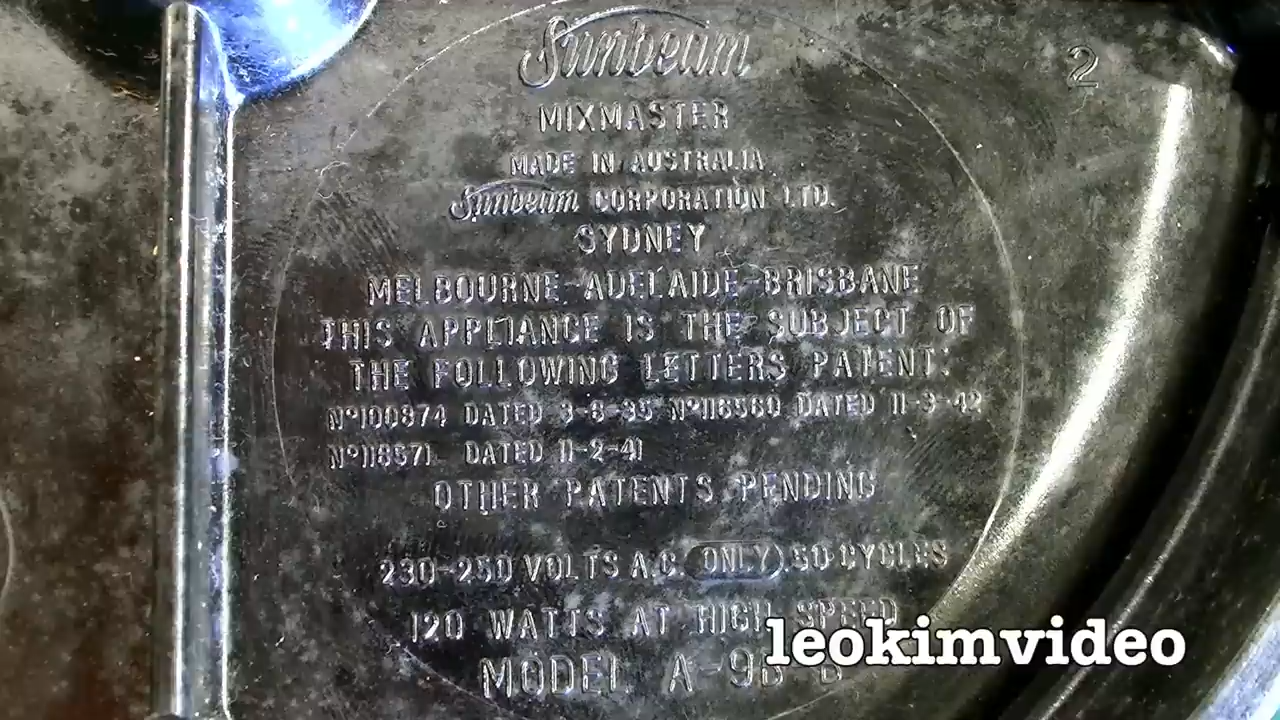 Sunbeam
2
MIXMASTER
MADE IN AUSTRALIA
Sunbeam CORPORATION LTD.
SYDNEY
MELBOURNE-ADELAIDE-BRISBANE
THIS APPLIANCE IS THE SUBJECT OF
THE FOLLOWING LETTERS PATENT:
Nº100874 DATED 3-6-35 Nº116560 DATED 11-3-42
Nº118571 DATED 11-2-41
OTHER PATENTS PENDING
230-250 VOLTS A.C. ONLY 50 CYCLES
120 WATTS AT HIGH SPEED
MODEL
leokimvideo